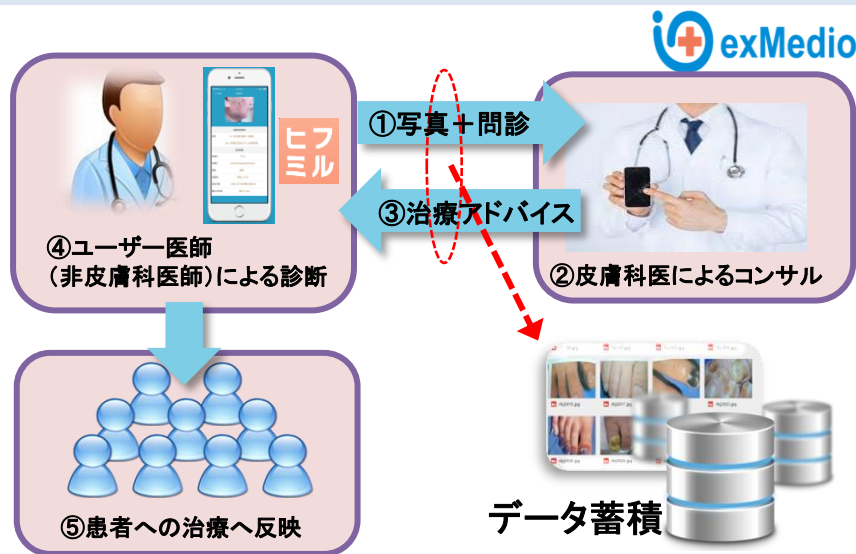 exMedio
ヒフ
ミル
①写真＋問診
③治療アドバイス
④ユーザー医師
（非皮膚科医師）による診断
②皮膚科医によるコンサル
⑤患者への治療へ反映
データ蓄積